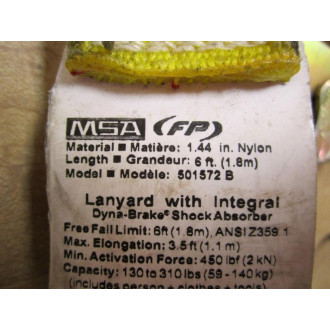 MSA (FP)
Material ▪ Matière: 1.44 in. Nylon
Length ▪ Grandeur: 6 ft. (1.8m)
Model ▪ Modèle: 501572 B
Lanyard with Integral
Dyna-Brake® Shock Absorber
Free Fall Limit: 6ft (1.8m), ANSI Z359.1
Max. Elongation: 3.5 ft (1.1 m)
Min. Activation Force: 450 lbf (2 kN)
Capacity: 130 to 310 lbs (59 - 140 kg)
(includes person + clothes + tools)